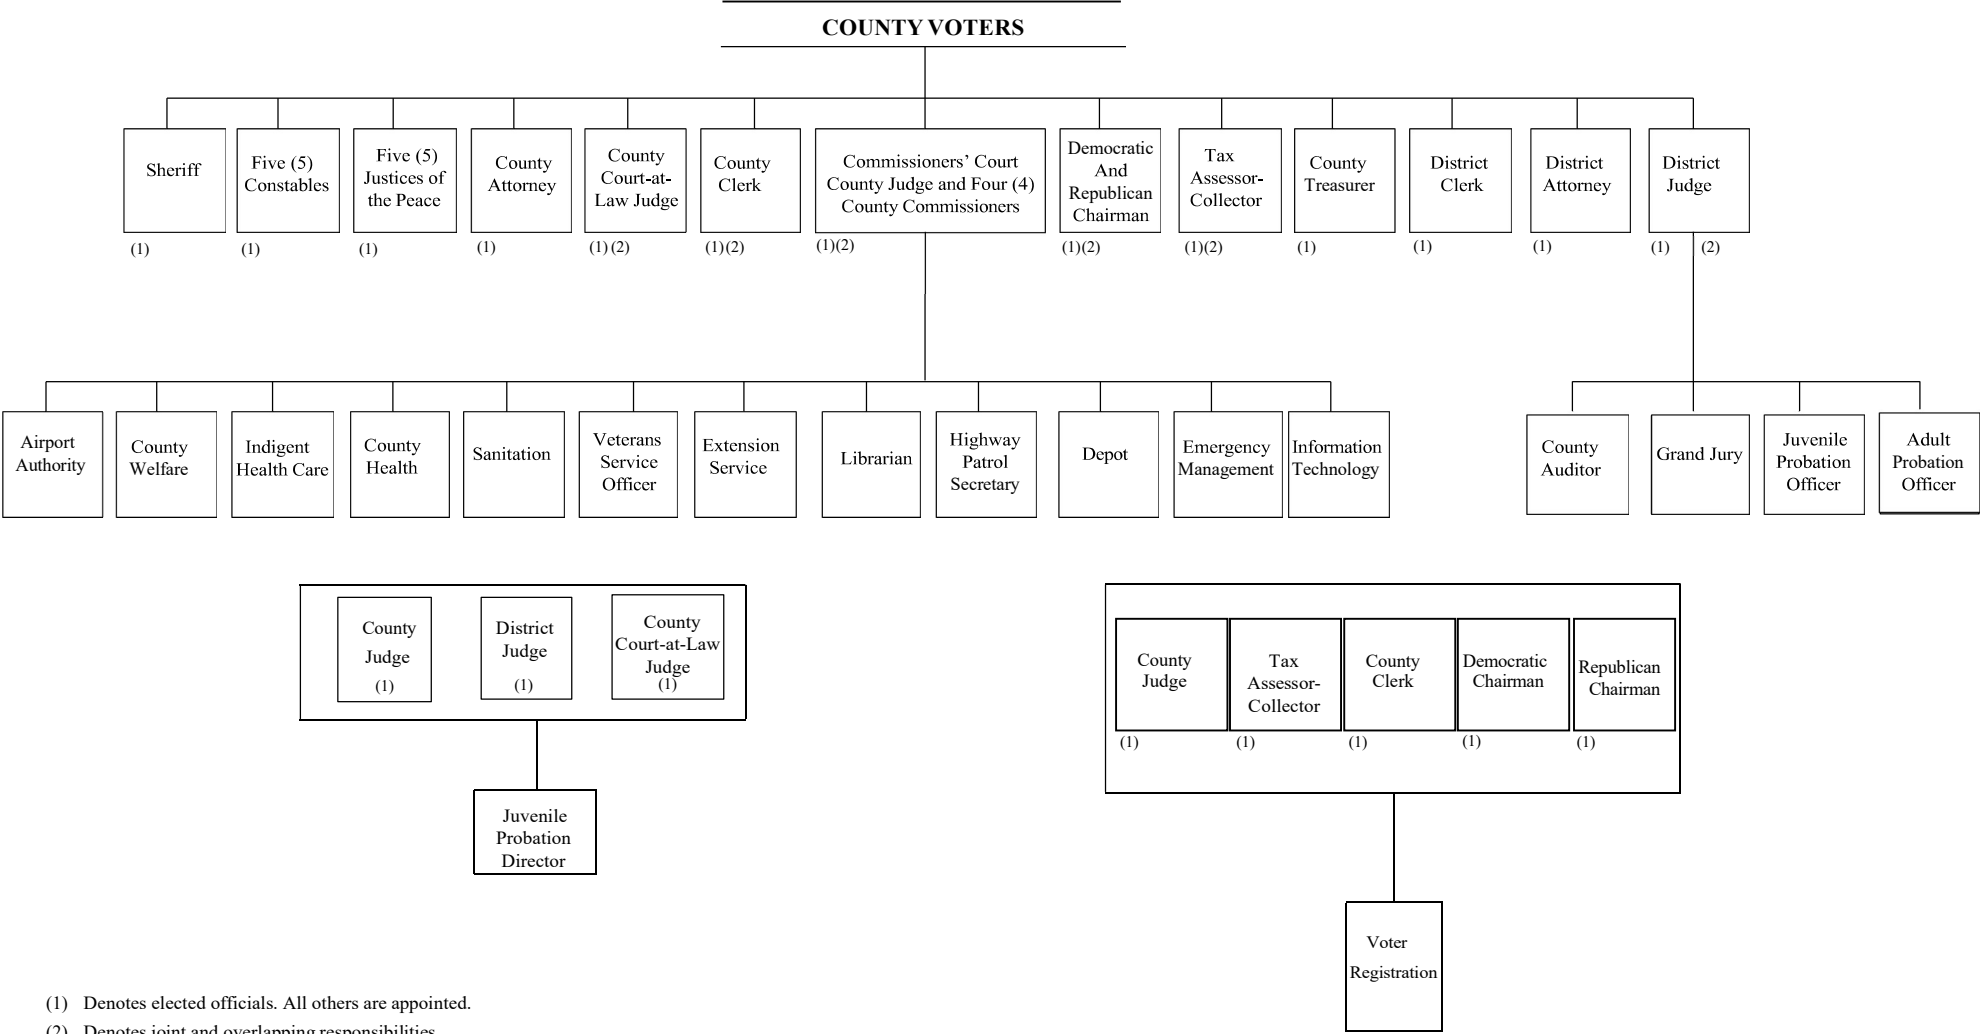 COUNTY VOTERS
Sheriff
(1)
Five (5)
Constables
(1)
Five (5)
Justices of
the Peace
(1)
County
Attorney
(1)
County
Court-at-
Law Judge
(1) (2)
County
Clerk
(1)(2)
Commissioners’ Court
County Judge and Four (4)
County Commissioners
(1)(2)
Democratic
And
Republican
Chairman
(1)(2)
Tax
Assessor-
Collector
(1)(2)
County
Treasurer
(1)
District
Clerk
(1)
District
Attorney
(1)
District
Judge
(1) (2)
Airport
Authority
County
Welfare
Indigent
Health Care
County
Health
Sanitation
Veterans
Service
Officer
Extension
Service
Librarian
Highway
Patrol
Secretary
Depot
Emergency
Management
Information
Technology
County
Auditor
Grand Jury
Juvenile
Probation
Officer
Adult
Probation
Officer
County
Judge
(1)
District
Judge
(1)
County
Court-at-Law
Judge
(1)
Juvenile
Probation
Director
County
Judge
(1)
Tax
Assessor-
Collector
(1)
County
Clerk
(1)
Democratic
Chairman
(1)
Republican
Chairman
(1)
Voter
Registration
(1) Denotes elected officials. All others are appointed.
(2) Denotes joint and overlapping responsibilities